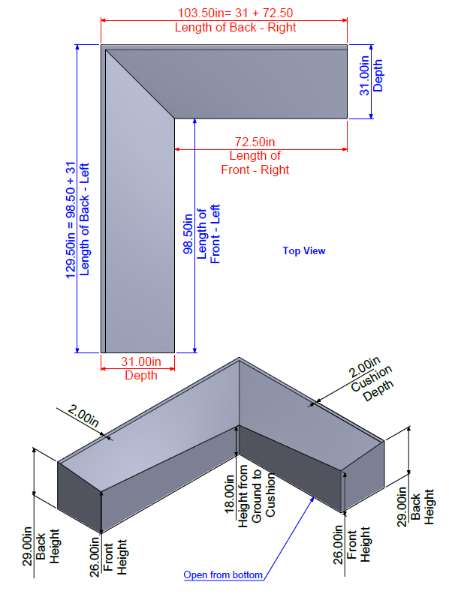 103.50in= 31 + 72.50
Length of Back - Right
31.00in
Depth
72.50in
Length of
Front - Right
129.50in = 98.50 + 31
Length of Back - Left
98.50in
Length of
Front - Left
Top View
31.00in
Depth
2.00in
2.00in
Cushion
Depth
29.00in
Back
Height
26.00in
Front
Height
18.00in
Height from
Ground to
Cushion
26.00in
Front
Height
29.00in
Back
Height
Open from bottom